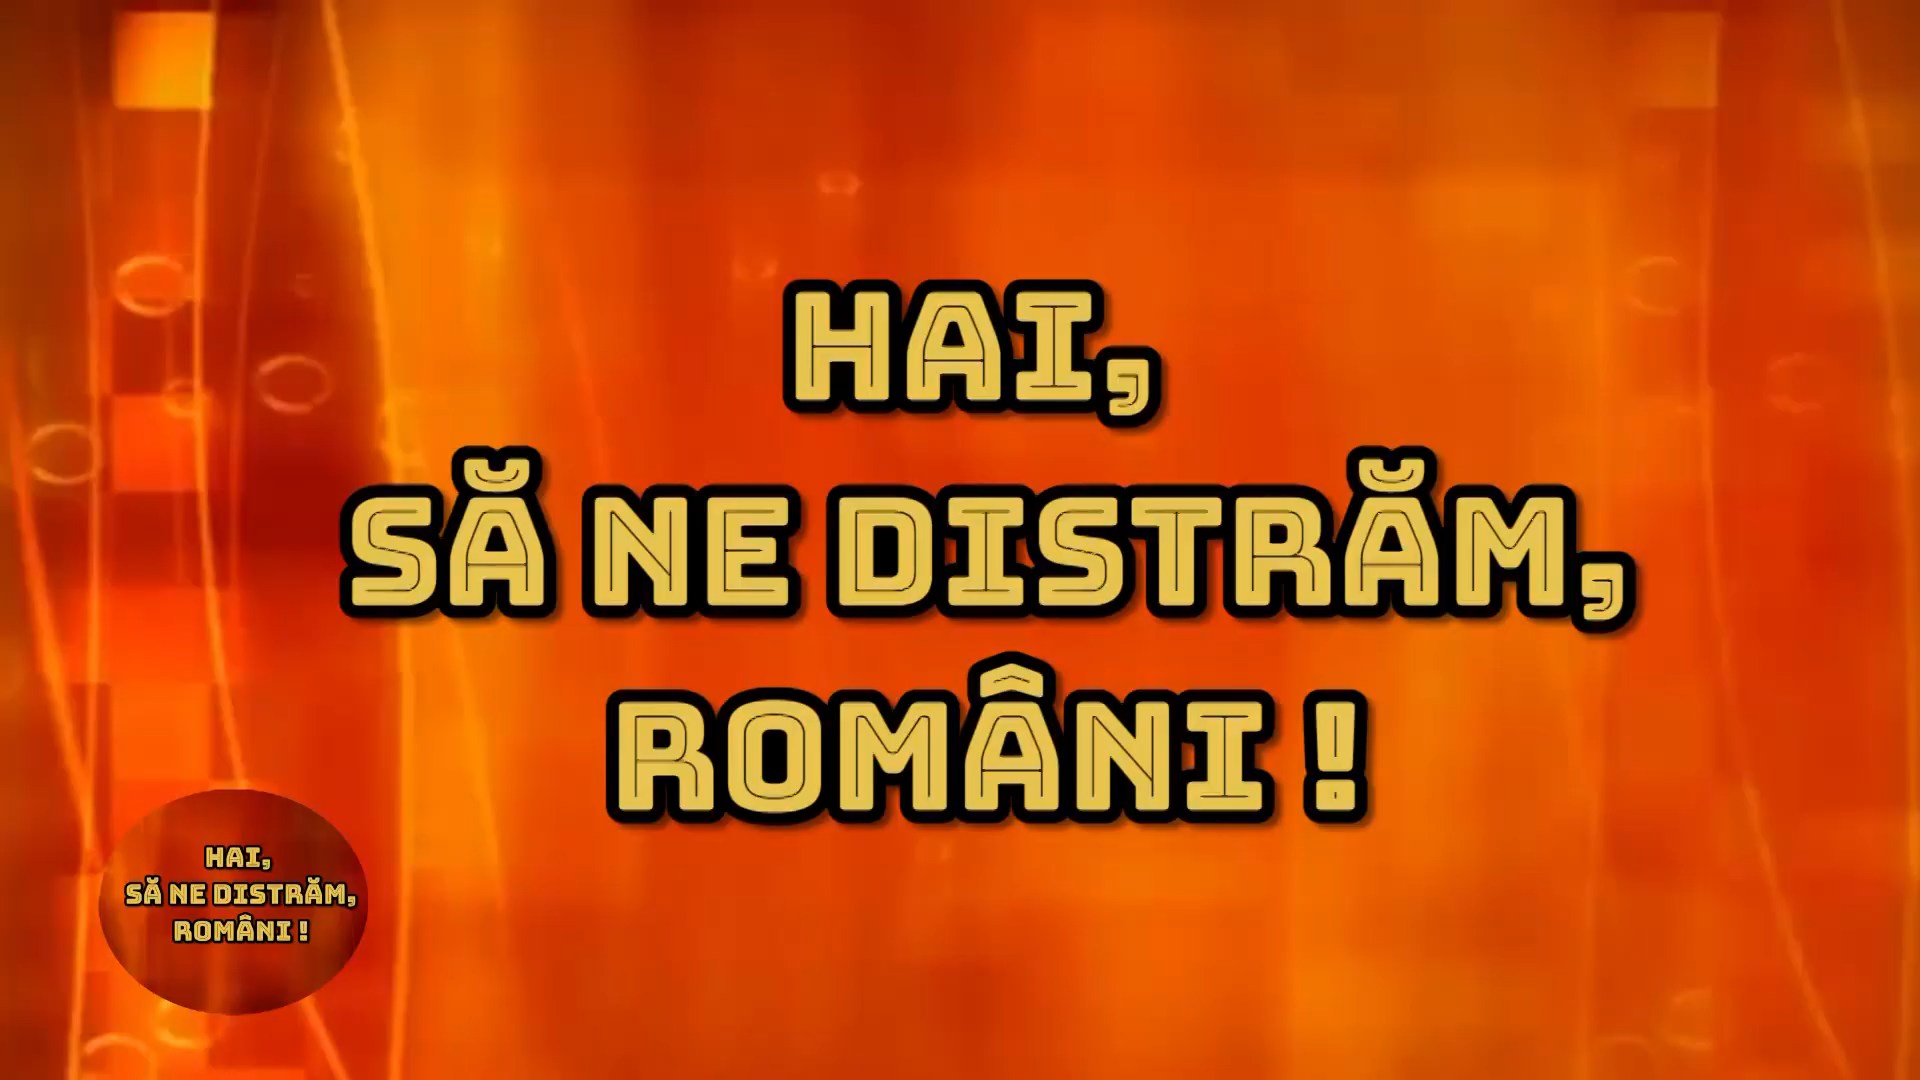 HAI,
SĂ NE DISTRĂM,
ROMÂNI !
HAI,
SĂ NE DISTRĂM,
ROMÂNI !